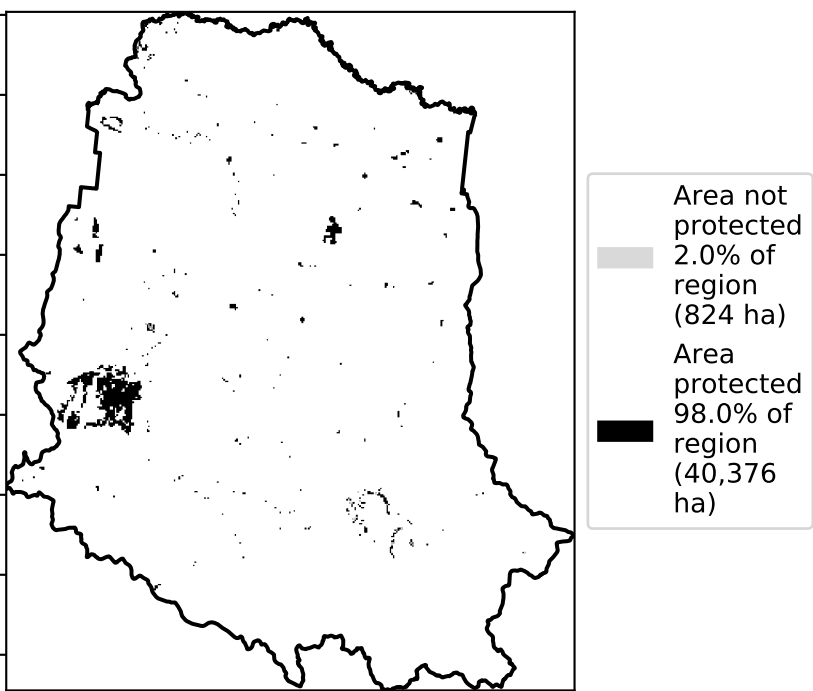 Area not
protected
2.0% of
region
(824 ha)
Area
protected
98.0% of
region
(40,376
ha)